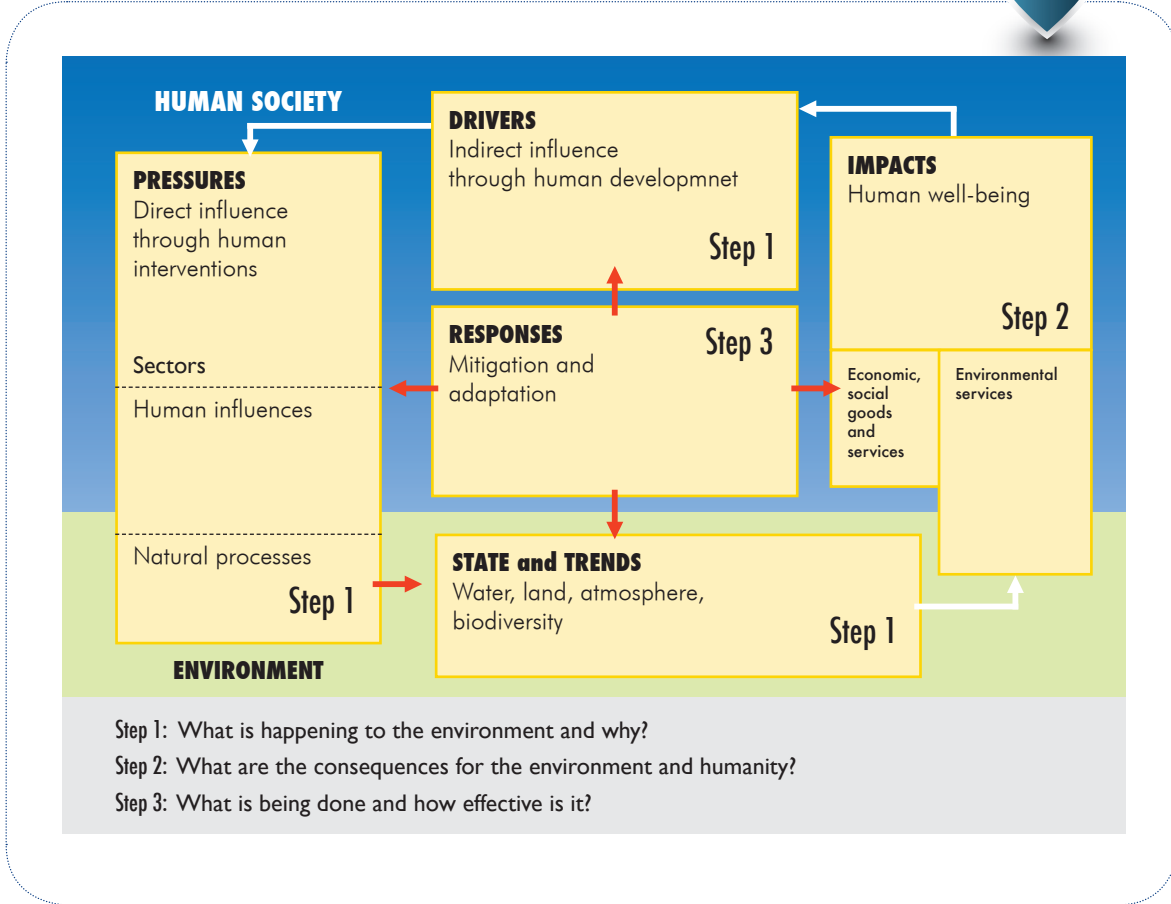 HUMAN SOCIETY
PRESSURES
Direct influence
through human
interventions
Sectors
Human influences
Natural processes
Step 1
ENVIRONMENT
DRIVERS
Indirect influence
through human developmnet
Step 1
RESPONSES
Step 3
Mitigation and
adaptation
STATE and TRENDS
Water, land, atmosphere,
biodiversity
Step 1
IMPACTS
Human well-being
Step 2
Economic,
social
goods
and
services
Environmental
services
Step 1: What is happening to the environment and why?
Step 2: What are the consequences for the environment and humanity?
Step 3: What is being done and how effective is it?